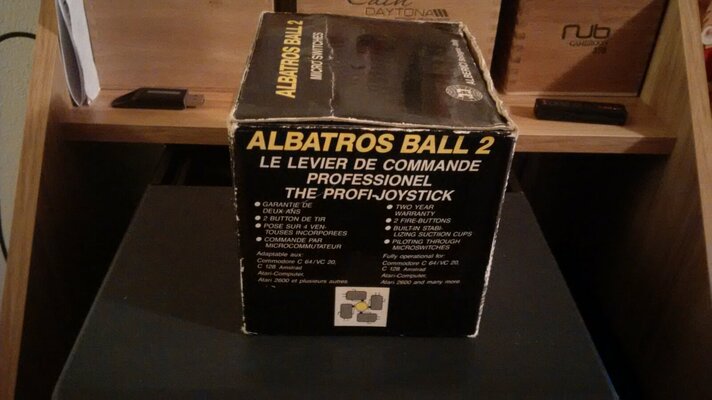 Cain
DAYTONA
nub
CAMEROON
ALBATROS BALL 2
MICRO SWITCHES
ALBATROS BALL 2
LE LEVIER DE COMMANDE
PROFESSIONEL
THE PROFI-JOYSTICK
● GARANTIE DE
DEUX ANS
● 2 BUTTON DE TIR
● POSE SUR 4 VEN-
TOUSES INCORPOREES
● COMMANDE PAR
MICROCOMMUTATEUR
Adaptable aux:
Commodore C 64/VC 20,
C 128 Amstrad
Atari-Computer,
Atari 2600 et plusieurs autres
● TWO YEAR
WARRANTY
● 2 FIRE-BUTTONS
● BUILT-IN STABI-
LIZING SUCTION CUPS
● PILOTING THROUGH
MICROSWITCHES
Fully operational for:
Commodore C 64/VC 20,
C 128, Amstrad
Atari-Computer,
Atari 2600 and many more